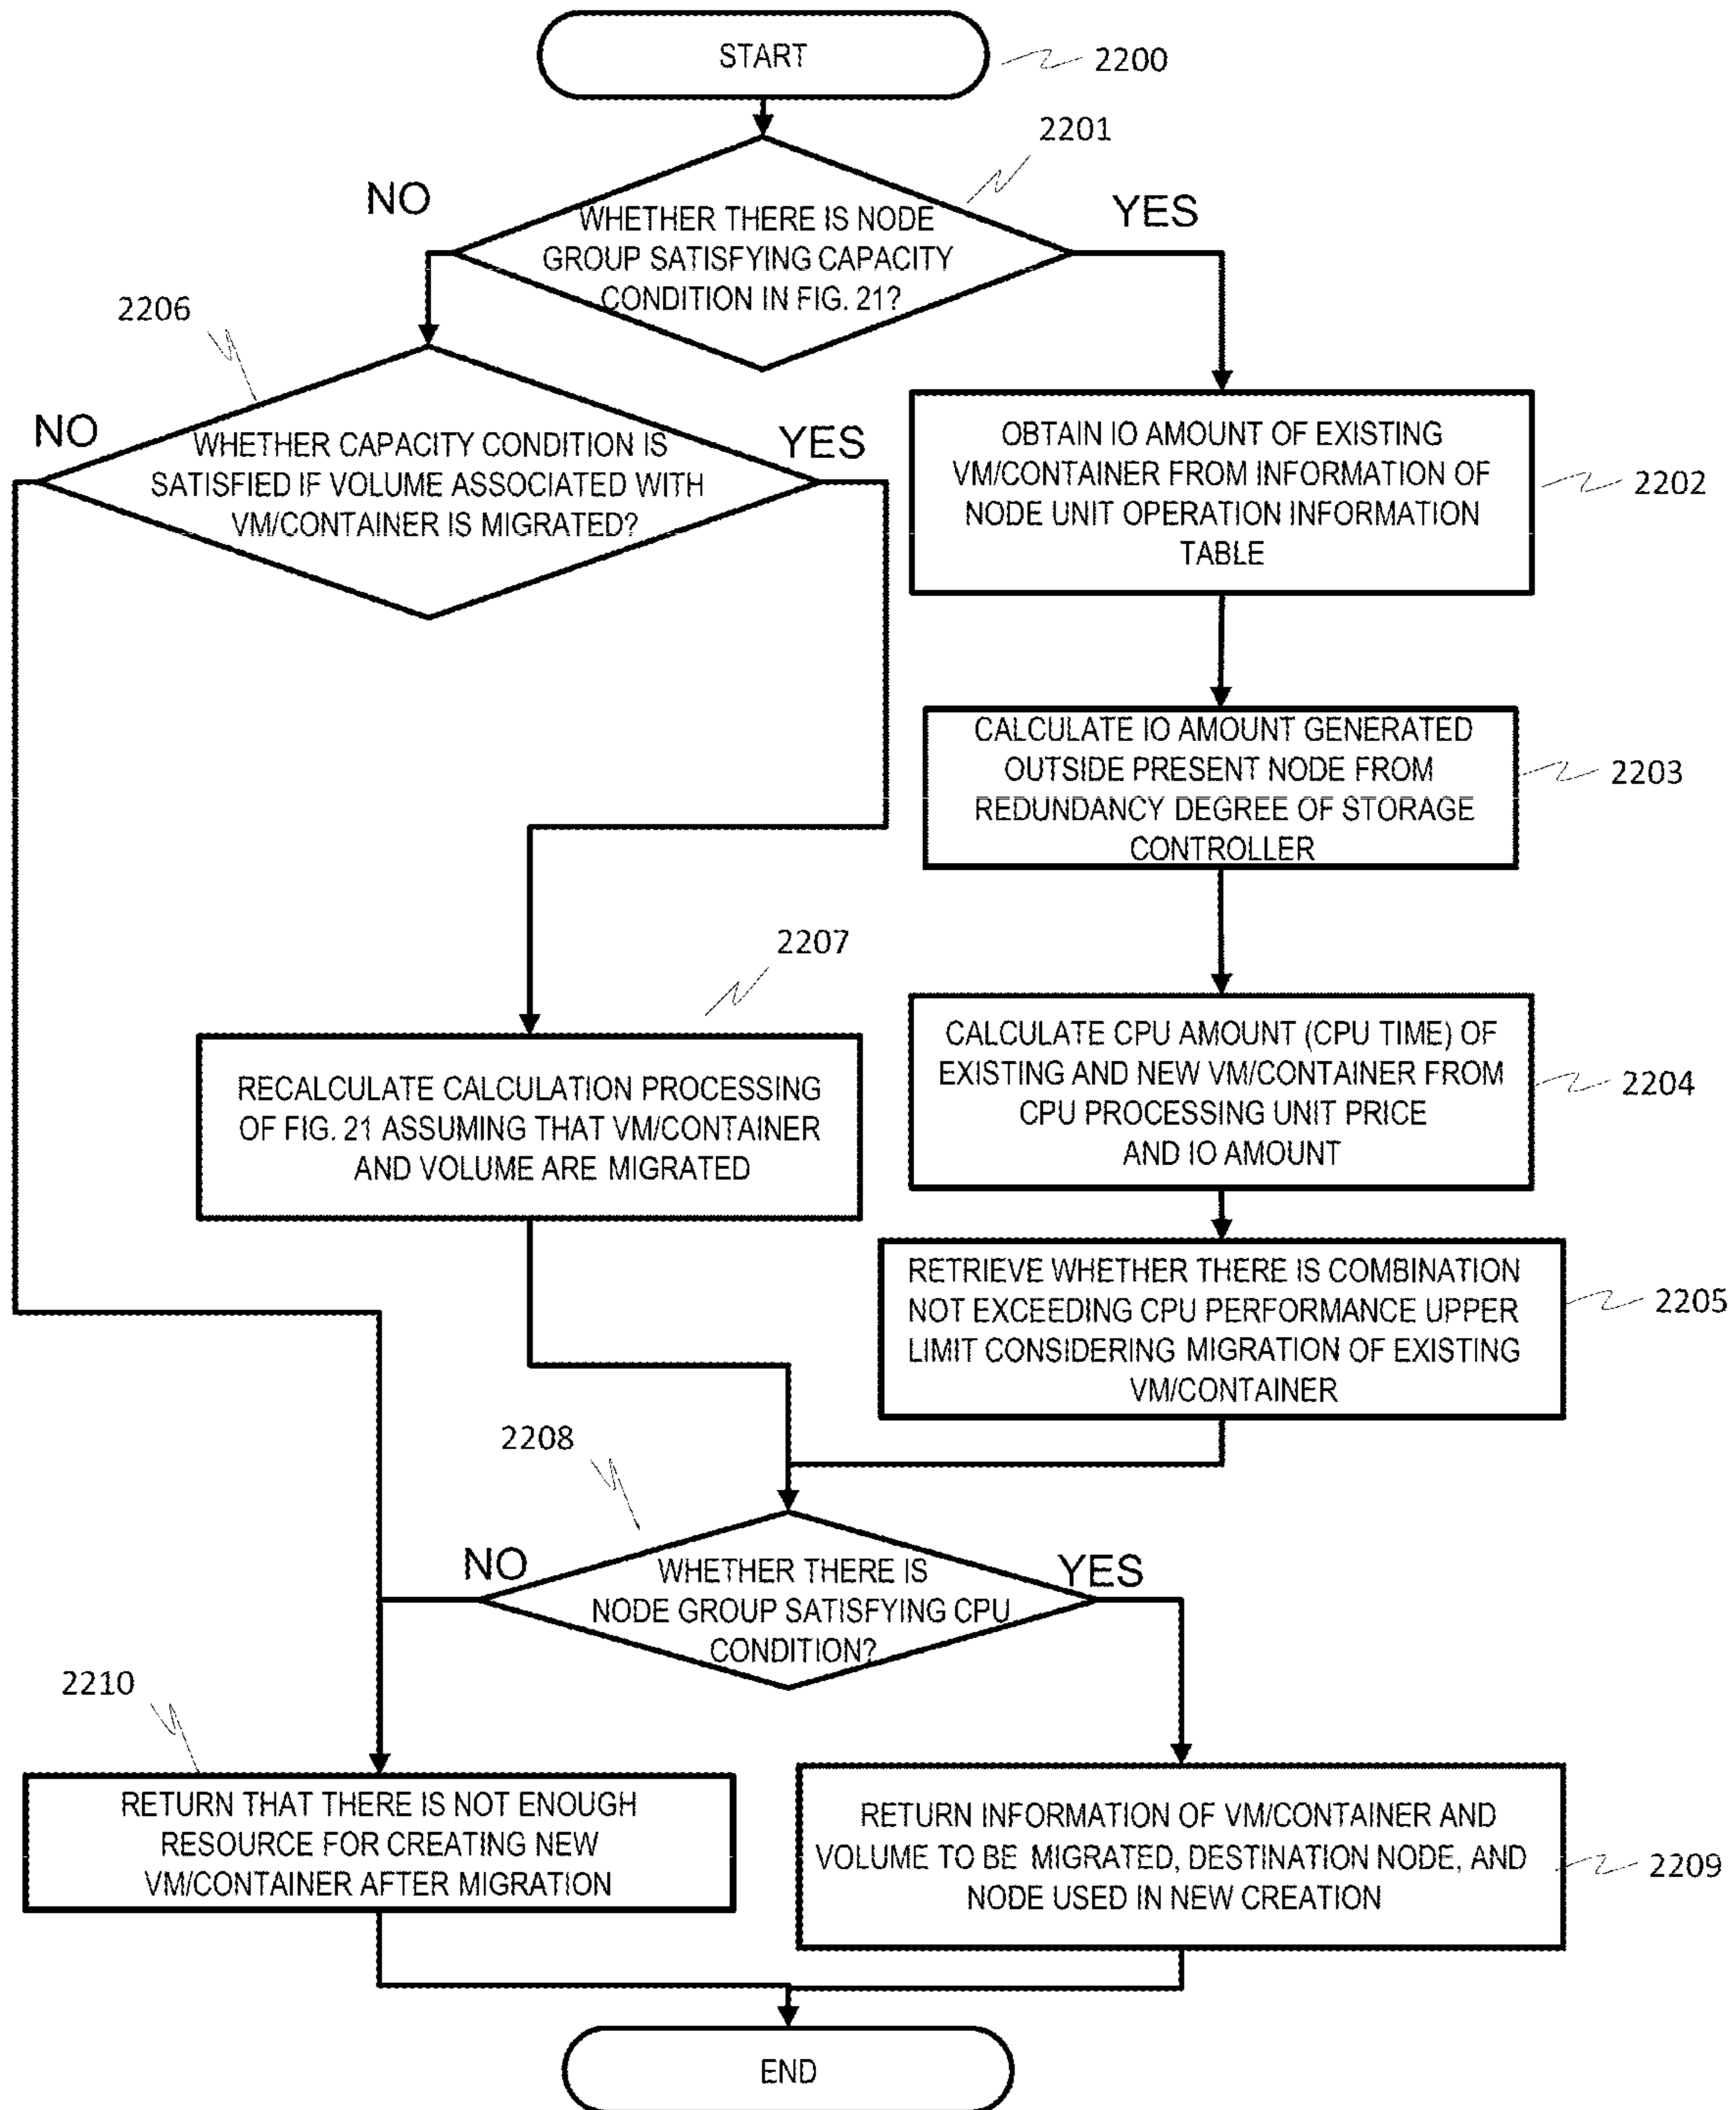 START
2200
2201
NO
YES
WHETHER THERE IS NODE
GROUP SATISFYING CAPACITY
CONDITION IN FIG. 21?
2206
NO
YES
WHETHER CAPACITY CONDITION IS
SATISFIED IF VOLUME ASSOCIATED WITH
VM/CONTAINER IS MIGRATED?
OBTAIN IO AMOUNT OF EXISTING
VM/CONTAINER FROM INFORMATION OF
NODE UNIT OPERATION INFORMATION
TABLE
2202
CALCULATE IO AMOUNT GENERATED
OUTSIDE PRESENT NODE FROM
REDUNDANCY DEGREE OF STORAGE
CONTROLLER
2203
2207
RECALCULATE CALCULATION PROCESSING
OF FIG. 21 ASSUMING THAT VM/CONTAINER
AND VOLUME ARE MIGRATED
CALCULATE CPU AMOUNT (CPU TIME) OF
EXISTING AND NEW VM/CONTAINER FROM
CPU PROCESSING UNIT PRICE
AND IO AMOUNT
2204
RETRIEVE WHETHER THERE IS COMBINATION
NOT EXCEEDING CPU PERFORMANCE UPPER
LIMIT CONSIDERING MIGRATION OF EXISTING
VM/CONTAINER
2205
2208
NO
YES
WHETHER THERE IS
NODE GROUP SATISFYING CPU
CONDITION?
2210
RETURN THAT THERE IS NOT ENOUGH
RESOURCE FOR CREATING NEW
VM/CONTAINER AFTER MIGRATION
RETURN INFORMATION OF VM/CONTAINER AND
VOLUME TO BE MIGRATED, DESTINATION NODE, AND
NODE USED IN NEW CREATION
2209
END